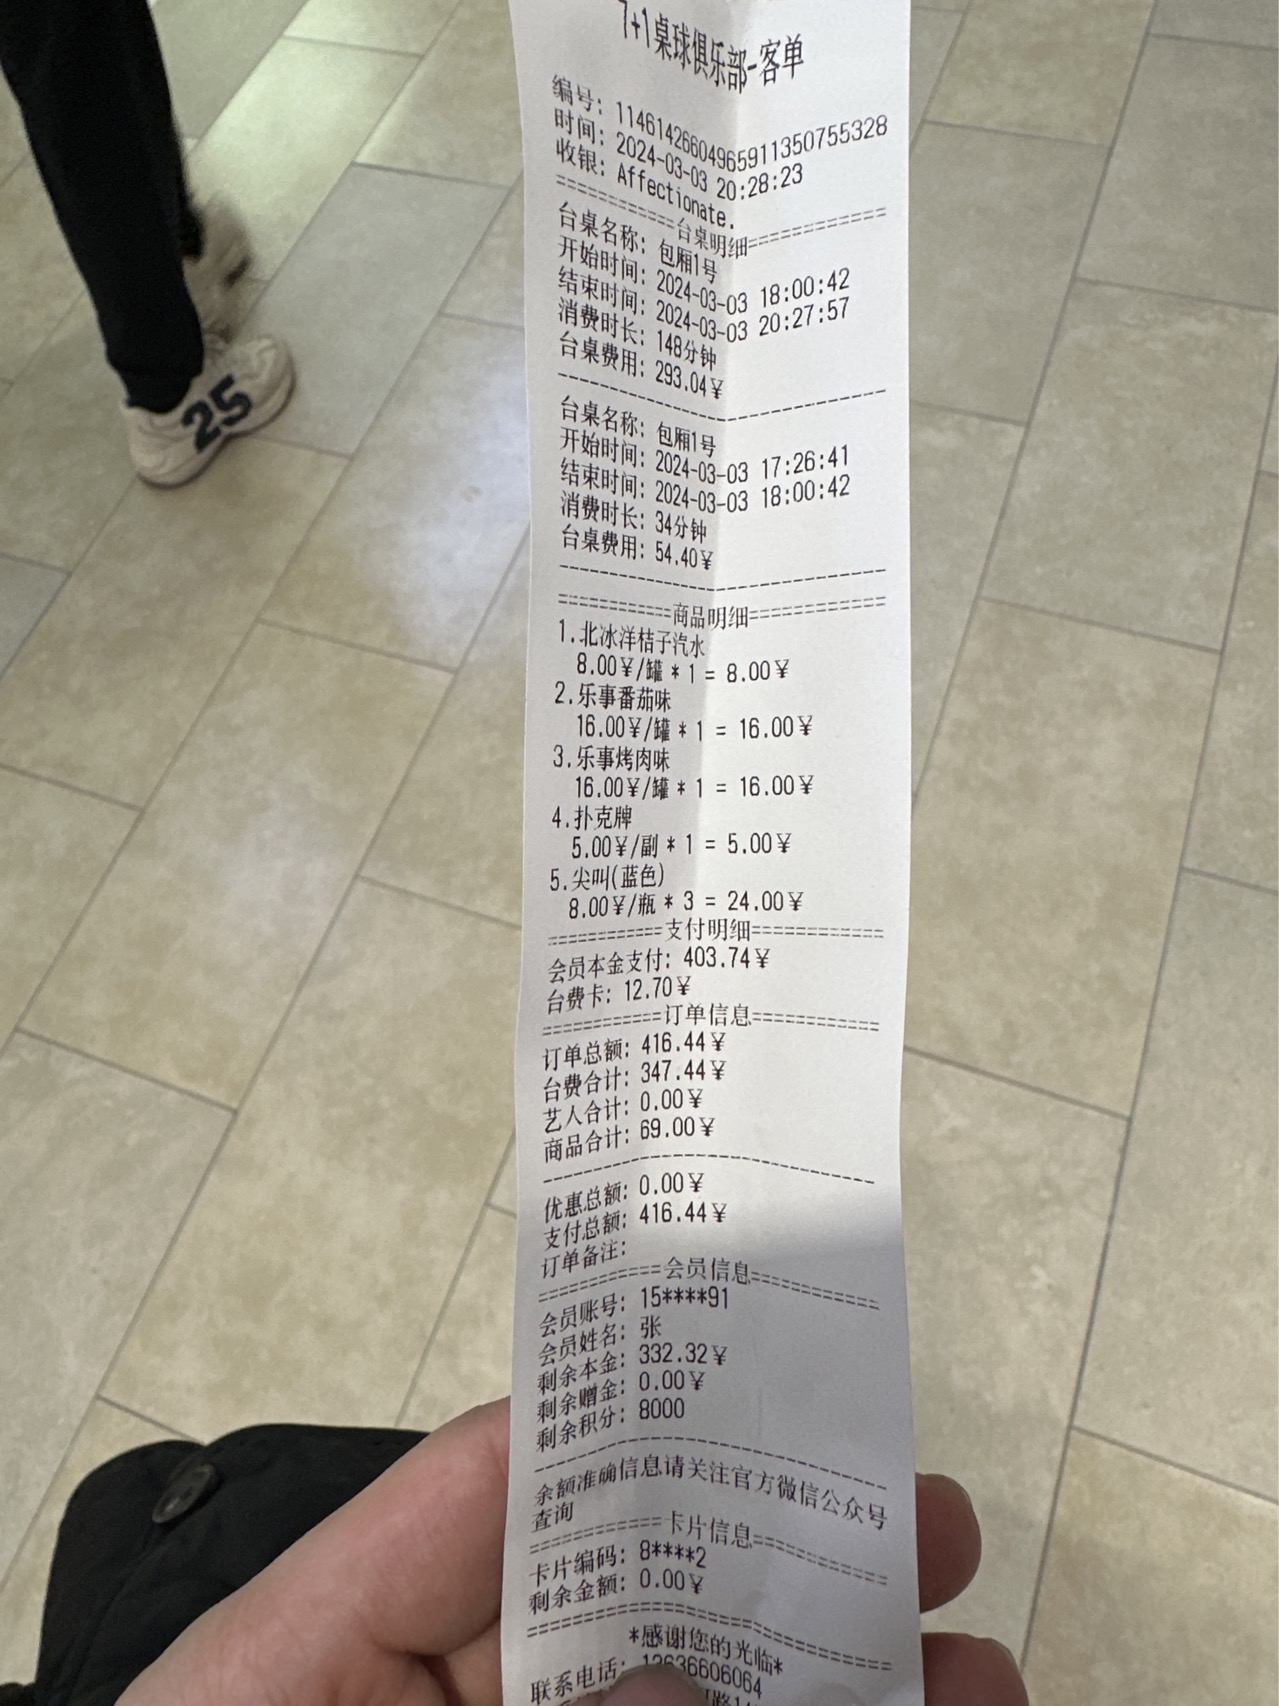 7+1桌球俱乐部-客单
编号: 11461426604965911350755328
时间: 2024-03-03 20:28:23
收银: Affectionate.
===========台桌明细=============
台桌名称: 包厢1号
开始时间: 2024-03-03 18:00:42
结束时间: 2024-03-03 20:27:57
消费时长: 148分钟
台桌费用: 293.04¥
--------------------------------
台桌名称: 包厢1号
开始时间: 2024-03-03 17:26:41
结束时间: 2024-03-03 18:00:42
消费时长: 34分钟
台桌费用: 54.40¥
--------------------------------
===========商品明细=============
1.北冰洋桔子汽水
8.00¥/罐 * 1 = 8.00¥
2.乐事番茄味
16.00¥/罐 * 1 = 16.00¥
3.乐事烤肉味
16.00¥/罐 * 1 = 16.00¥
4.扑克牌
5.00¥/副 * 1 = 5.00¥
5.尖叫(蓝色)
8.00¥/瓶 * 3 = 24.00¥
===========支付明细=============
会员本金支付: 403.74¥
台费卡: 12.70¥
===========订单信息=============
订单总额: 416.44¥
台费合计: 347.44¥
艺人合计: 0.00¥
商品合计: 69.00¥
--------------------------------
优惠总额: 0.00¥
支付总额: 416.44¥
订单备注:
===========会员信息=============
会员账号: 15****91
会员姓名: 张
剩余本金: 332.32¥
剩余赠金: 0.00¥
剩余积分: 8000
--------------------------------
余额准确信息请关注官方微信公众号
查询
===========卡片信息=============
卡片编码: 8****2
剩余金额: 0.00¥
================================
*感谢您的光临*
联系电话: 13636606064
25